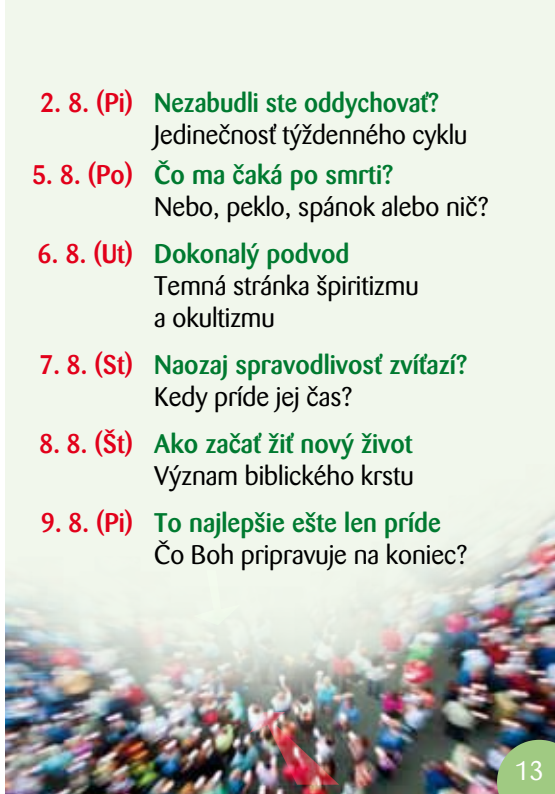 2. 8. (Pi) Nezabudli ste oddychovať?
Jedinečnosť týždenného cyklu
5. 8. (Po) Čo ma čaká po smrti?
Nebo, peklo, spánok alebo nič?
6. 8. (Ut) Dokonalý podvod
Temná stránka špiritizmu
a okultizmu
7. 8. (St) Naozaj spravodlivosť zvíťazí?
Kedy príde jej čas?
8. 8. (Št) Ako začať žiť nový život
Význam biblického krstu
9. 8. (Pi) To najlepšie ešte len príde
Čo Boh pripravuje na koniec?
13